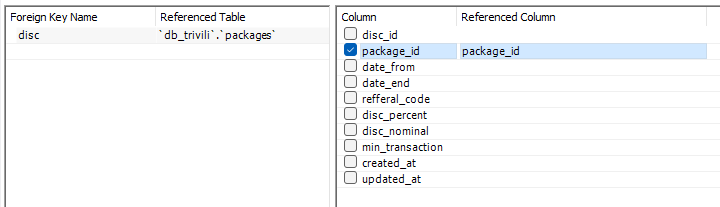 Foreign Key Name Referenced Table
disc `db_trivili`.`packages`
Column Referenced Column
disc_id
package_id package_id
date_from
date_end
refferal_code
disc_percent
disc_nominal
min_transaction
created_at
updated_at